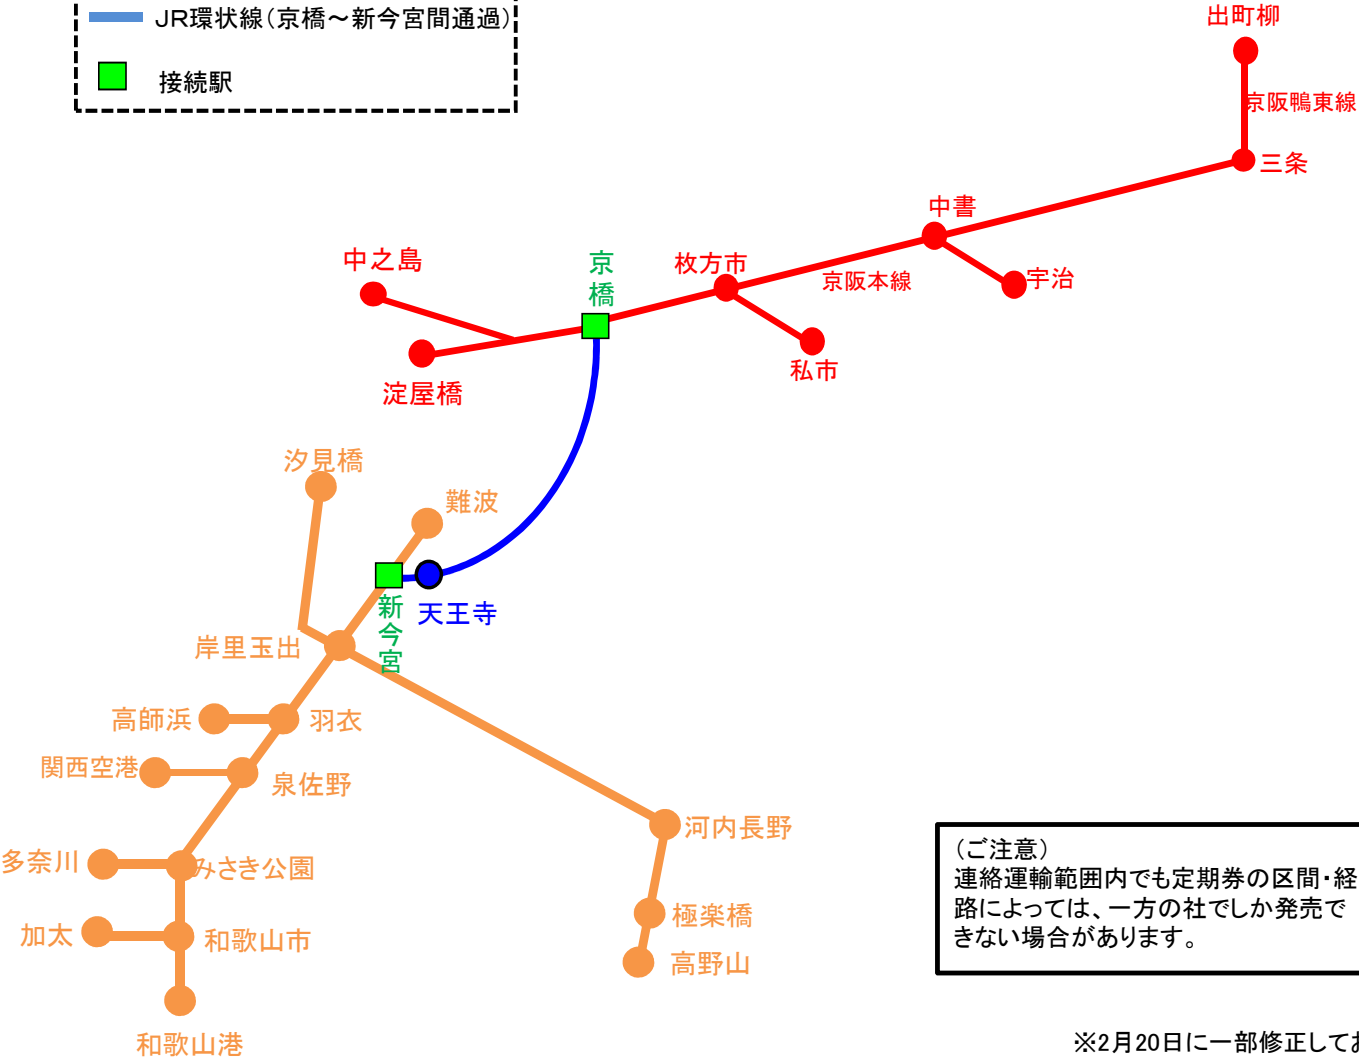 JR環状線(京橋～新今宮間通過)
接続駅
出町柳
京阪鴨東線
三条
中書
中之島
京橋
枚方市
京阪本線
宇治
私市
淀屋橋
汐見橋
難波
新今宮
天王寺
岸里玉出
高師浜
羽衣
関西空港
泉佐野
多奈川
みさき公園
河内長野
加太
和歌山市
極楽橋
高野山
和歌山港
(ご注意)
連絡運輸範囲内でも定期券の区間・経
路によっては、一方の社でしか発売で
きない場合があります。
※2月20日に一部修正してお